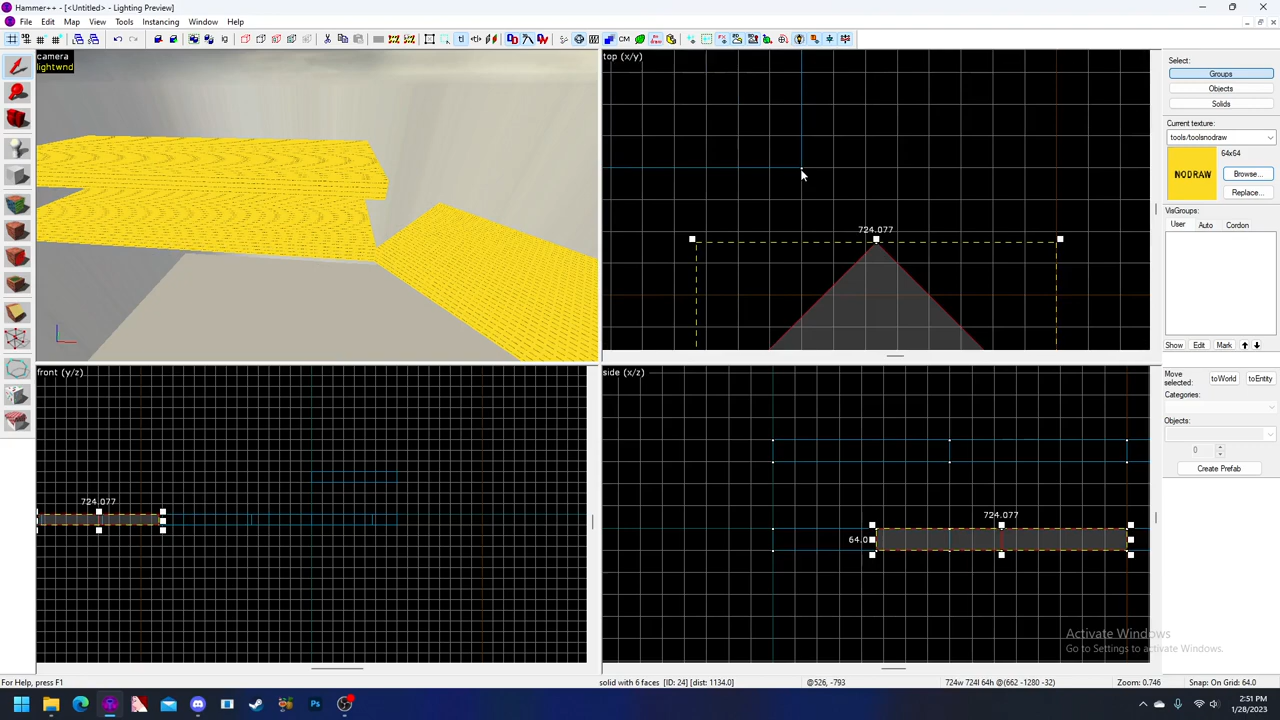 Hammer++ - [<Untitled> - Lighting Preview]
File Edit Map View Tools Instancing Window Help
camera
lightwnd
top (x/y)
724.077
front (y/z)
724.077
side (x/z)
724.077
64.0
Select:
Groups
Objects
Solids
Current texture:
tools/toolsnodraw
64x64
NODRAW
Browse...
Replace...
VisGroups:
User Auto Cordon
Show Edit Mark
Move selected:
toWorld toEntity
Categories:
Objects:
0
Create Prefab
Activate Windows
Go to Settings to activate Windows.
For Help, press F1
solid with 6 faces [ID: 24] [dist: 1134.0]
@526, -793
724w 724l 64h @(662 -1280 -32)
Zoom: 0.746
Snap: On Grid: 64.0
2:51 PM
1/28/2023